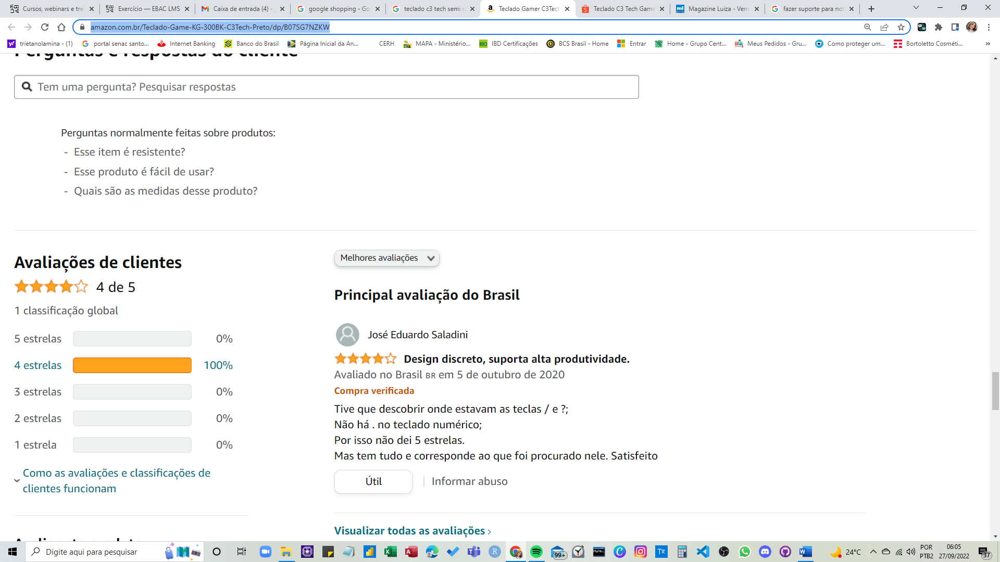 Cursos, webinars e tre
Exercício — EBAC LMS
Caixa de entrada (4) -
google shopping - Go
teclado c3 tech semi n
Teclado Gamer C3Tech
Teclado C3 Tech Game
Magazine Luiza - Vem
fazer suporte para not
amazon.com.br/Teclado-Game-KG-300BK-C3Tech-Preto/dp/B07SG7NZKW
trietanolamina - (1)
portal senac santo...
Internet Banking
Banco do Brasil
Página Inicial da An...
CERH
MAPA - Ministério...
IBD Certificações
BCS Brasil - Home
Entrar
Home - Grupo Cent...
Meus Pedidos - Gru...
Como proteger um...
Bortoletto Cosméti...
Perguntas e respostas do cliente
Tem uma pergunta? Pesquisar respostas
Perguntas normalmente feitas sobre produtos:
- Esse item é resistente?
- Esse produto é fácil de usar?
- Quais são as medidas desse produto?
Avaliações de clientes
4 de 5
1 classificação global
5 estrelas 0%
4 estrelas 100%
3 estrelas 0%
2 estrelas 0%
1 estrela 0%
Como as avaliações e classificações de
clientes funcionam
Melhores avaliações
Principal avaliação do Brasil
José Eduardo Saladini
Design discreto, suporta alta produtividade.
Avaliado no Brasil BR em 5 de outubro de 2020
Compra verificada
Tive que descobrir onde estavam as teclas / e ?;
Não há . no teclado numérico;
Por isso não dei 5 estrelas.
Mas tem tudo e corresponde ao que foi procurado nele. Satisfeito
Útil
Informar abuso
Visualizar todas as avaliações ›
Digite aqui para pesquisar
99+
24°C
POR
PTB2
06:05
27/09/2022
37